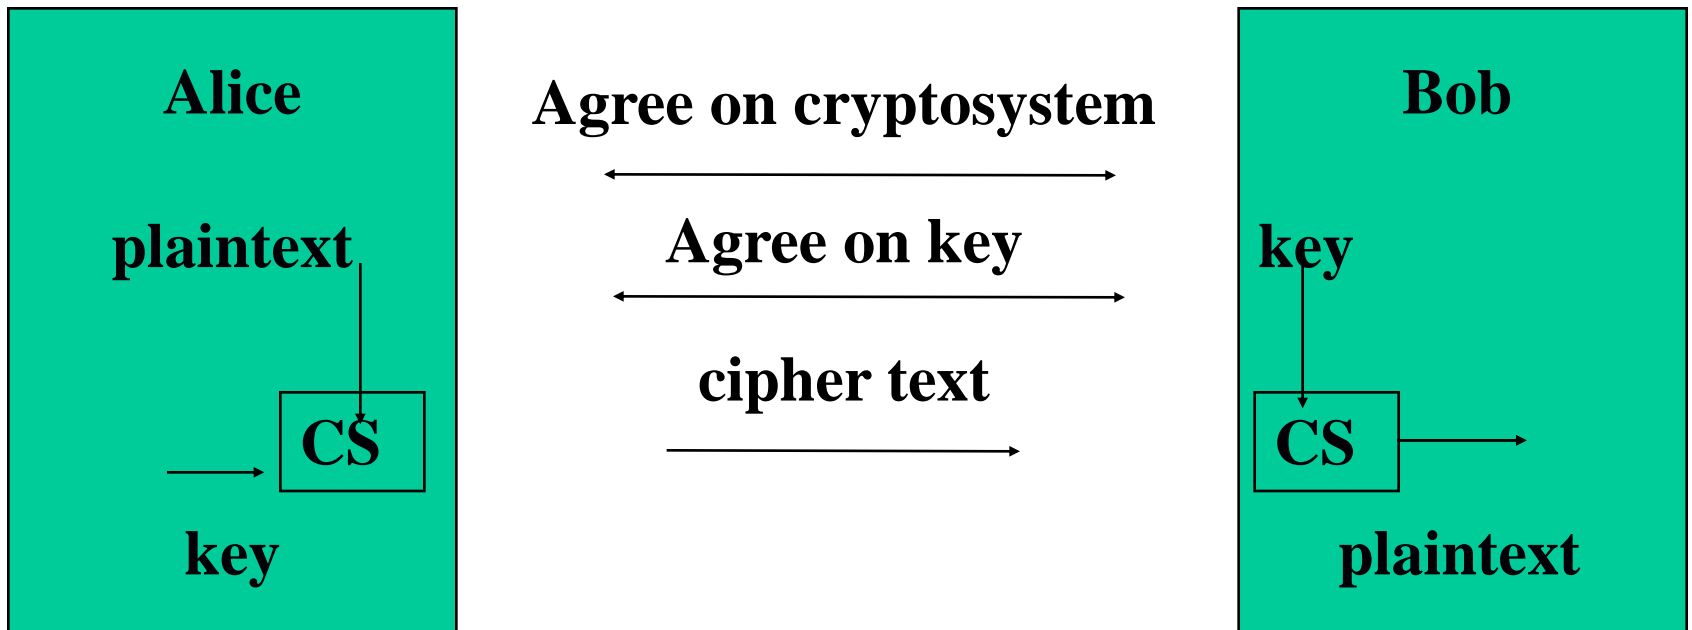 Alice
Agree on cryptosystem
Bob
plaintext
Agree on key
key
cipher text
CS
CS
key
plaintext